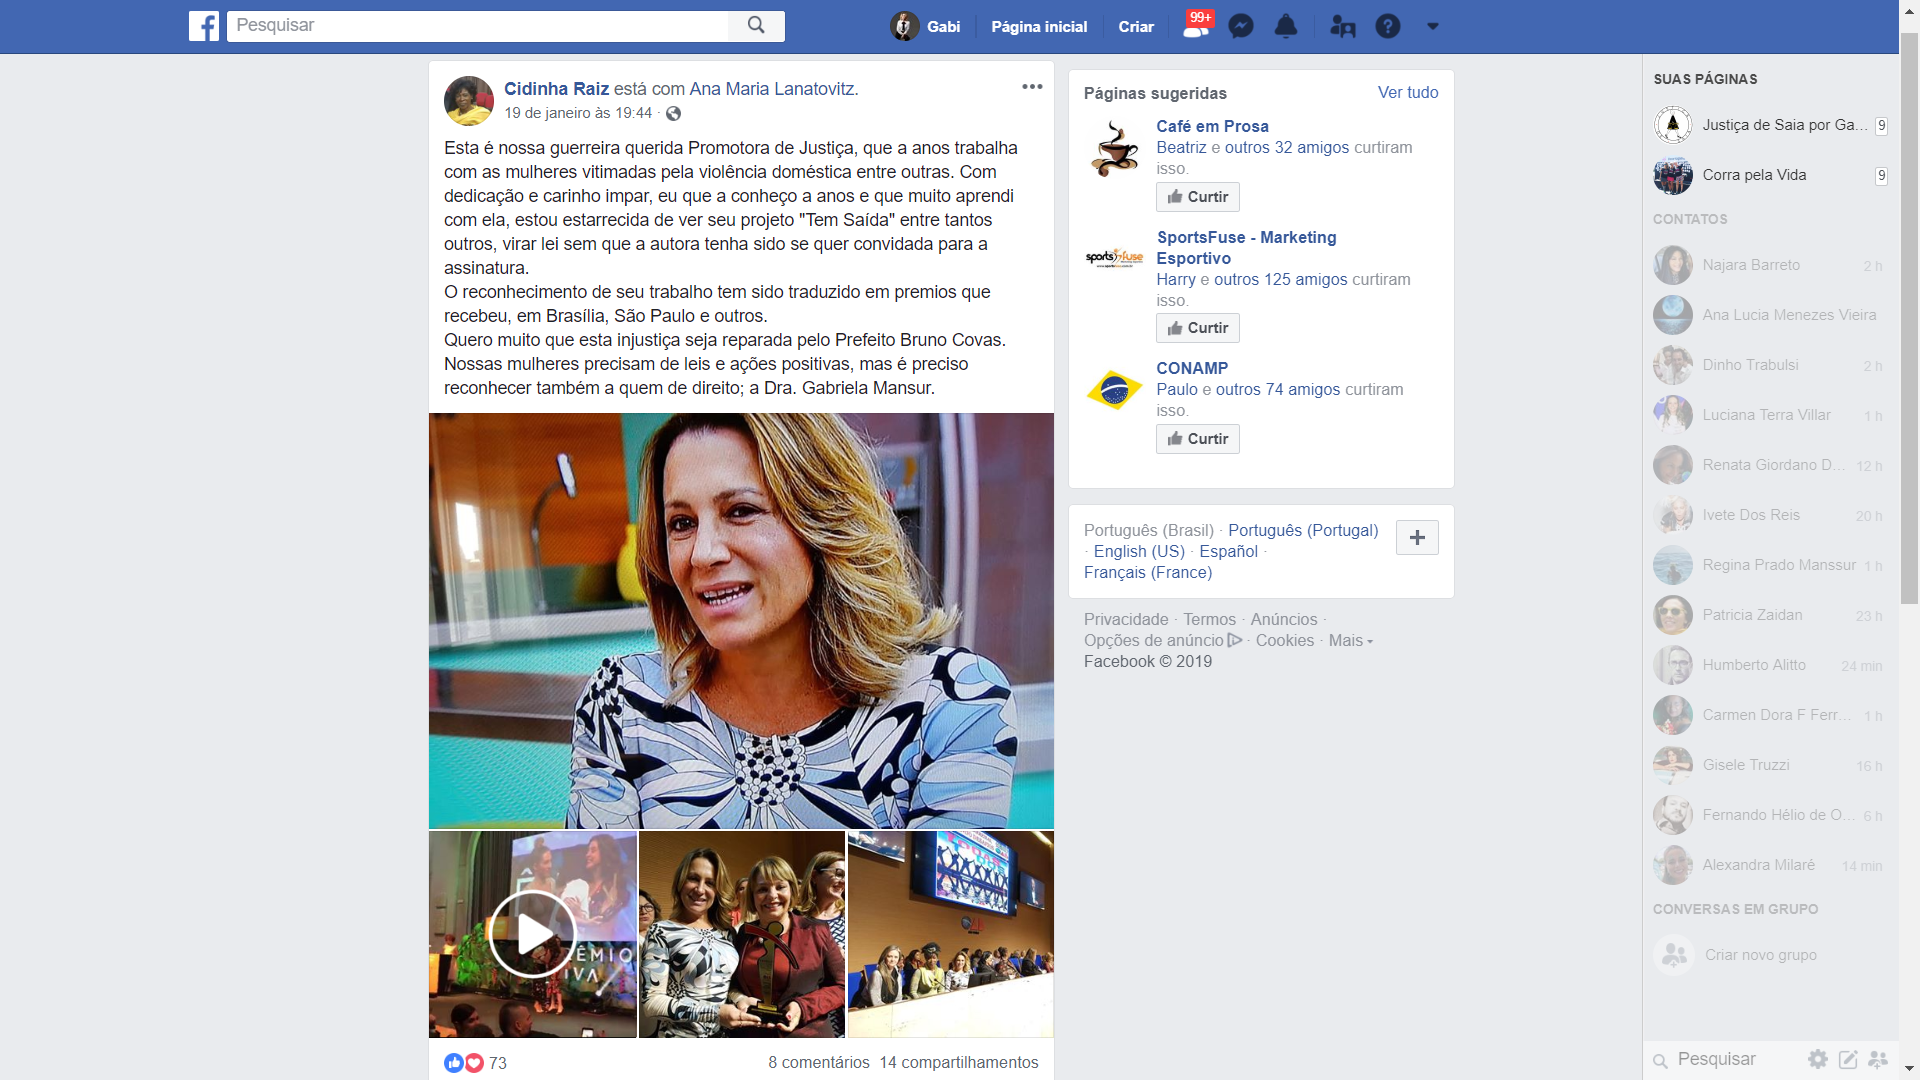 Pesquisar
Gabi
Página inicial
Criar
99+
Cidinha Raiz está com Ana Maria Lanatovitz.
19 de janeiro às 19:44 ·
Esta é nossa guerreira querida Promotora de Justiça, que a anos trabalha
com as mulheres vitimadas pela violência doméstica entre outras. Com
dedicação e carinho impar, eu que a conheço a anos e que muito aprendi
com ela, estou estarrecida de ver seu projeto "Tem Saída" entre tantos
outros, virar lei sem que a autora tenha sido se quer convidada para a
assinatura.
O reconhecimento de seu trabalho tem sido traduzido em premios que
recebeu, em Brasília, São Paulo e outros.
Quero muito que esta injustiça seja reparada pelo Prefeito Bruno Covas.
Nossas mulheres precisam de leis e ações positivas, mas é preciso
reconhecer também a quem de direito; a Dra. Gabriela Mansur.
73
8 comentários 14 compartilhamentos
Páginas sugeridas
Ver tudo
Café em Prosa
Beatriz e outros 32 amigos curtiram
isso.
Curtir
SportsFuse - Marketing
Esportivo
Harry e outros 125 amigos curtiram
isso.
Curtir
CONAMP
Paulo e outros 74 amigos curtiram
isso.
Curtir
Português (Brasil) · Português (Portugal)
· English (US) · Español ·
Français (France)
Privacidade · Termos · Anúncios ·
Opções de anúncio · Cookies · Mais
Facebook © 2019
SUAS PÁGINAS
Justiça de Saia por Ga... 9
Corra pela Vida 9
CONTATOS
Najara Barreto 2 h
Ana Lucia Menezes Vieira
Dinho Trabulsi 2 h
Luciana Terra Villar 1 h
Renata Giordano D... 12 h
Ivete Dos Reis 20 h
Regina Prado Manssur 1 h
Patricia Zaidan 23 h
Humberto Alitto 24 min
Carmen Dora F Ferr... 1 h
Gisele Truzzi 16 h
Fernando Hélio de O... 6 h
Alexandra Milaré 14 min
CONVERSAS EM GRUPO
Criar novo grupo
Pesquisar